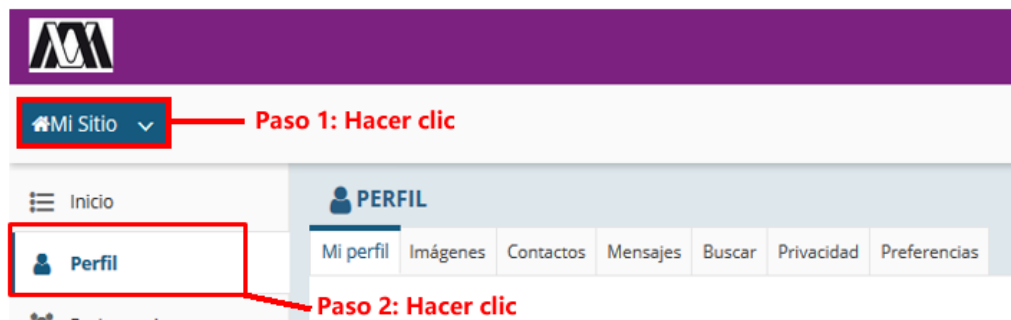 Mi Sitio
Paso 1: Hacer clic
Inicio
PERFIL
Perfil
Mi perfil Imágenes Contactos Mensajes Buscar Privacidad Preferencias
Paso 2: Hacer clic